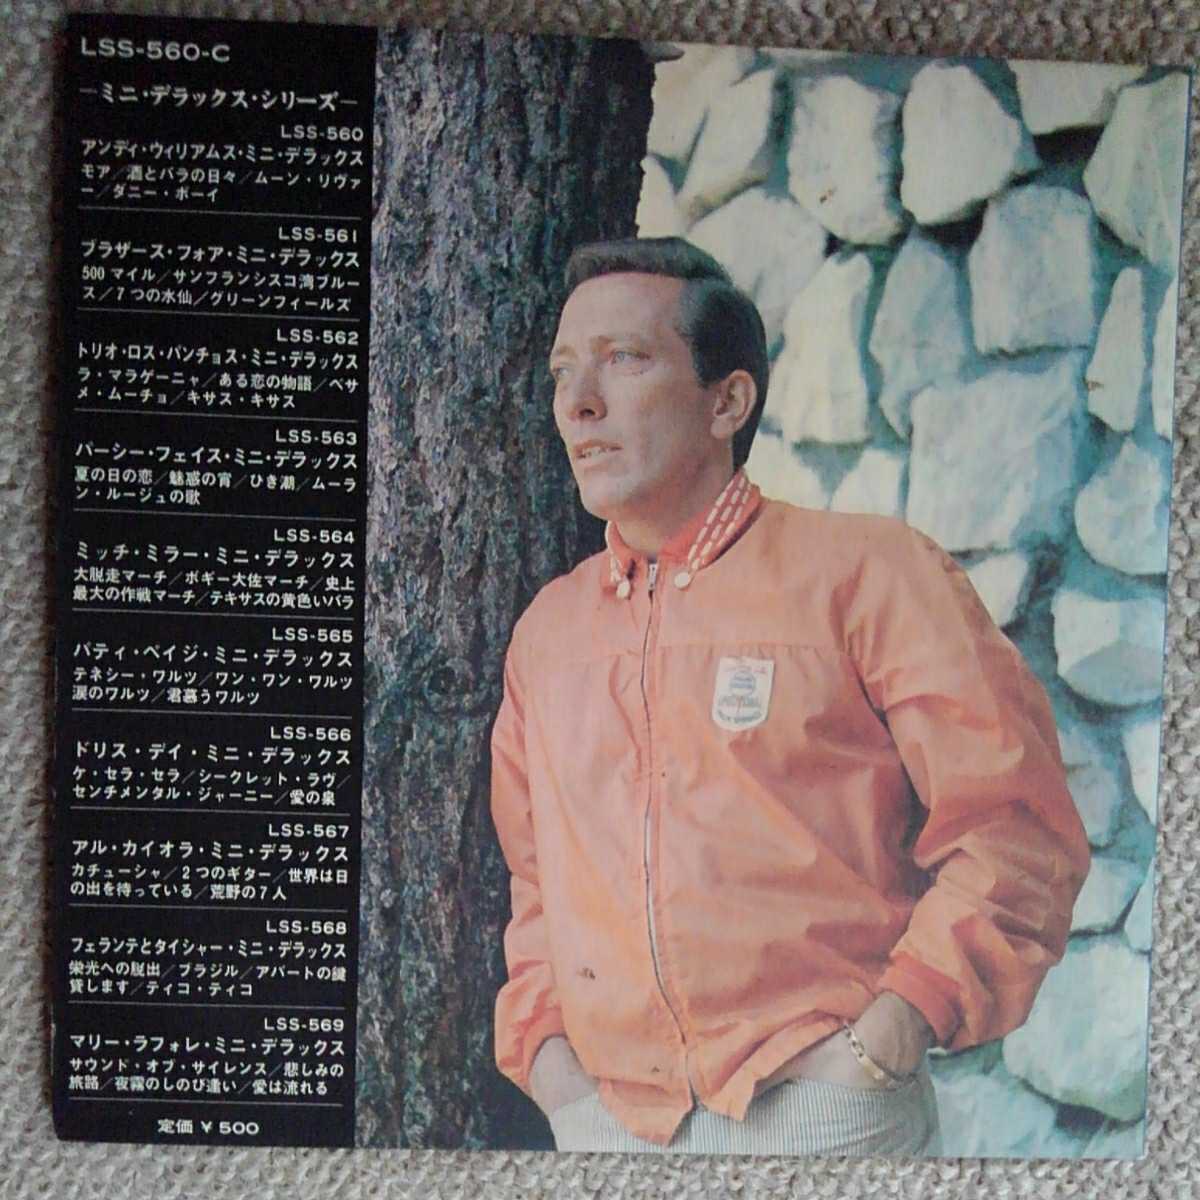 LSS-560-C
—ミニ・デラックス・シリーズ—
LSS-560
アンディ・ウィリアムス・ミニ・デラックス
モア/酒とバラの日々/ムーン・リヴァ
ー/ダニー・ボーイ
LSS-561
ブラザース・フォア・ミニ・デラックス
500マイル/サンフランシスコ湾ブルー
ス/7つの水仙/グリーンフィールズ
LSS-562
トリオ・ロス・パンチョス・ミニ・デラックス
ラ・マラゲーニャ/ある恋の物語/ベサ
メ・ムーチョ/キサス・キサス
LSS-563
パーシー・フェイス・ミニ・デラックス
夏の日の恋/魅惑の宵/ひき潮/ムーラ
ン・ルージュの歌
LSS-564
ミッチ・ミラー・ミニ・デラックス
大脱走マーチ/ボギー大佐マーチ/史上
最大の作戦マーチ/テキサスの黄色いバラ
LSS-565
パティ・ペイジ・ミニ・デラックス
テネシー・ワルツ/ワン・ワン・ワルツ
涙のワルツ/君慕うワルツ
LSS-566
ドリス・デイ・ミニ・デラックス
ケ・セラ・セラ/シークレット・ラヴ/
センチメンタル・ジャーニー/愛の泉
LSS-567
アル・カイオラ・ミニ・デラックス
カチューシャ/2つのギター/世界は日
の出を待っている/荒野の7人
LSS-568
フェランテとタイシャー・ミニ・デラックス
栄光への脱出/ブラジル/アパートの鍵
貸します/ティコ・ティコ
LSS-569
マリー・ラフォレ・ミニ・デラックス
サウンド・オブ・サイレンス/悲しみの
旅路/夜霧のしのび逢い/愛は流れる
定価 ¥500